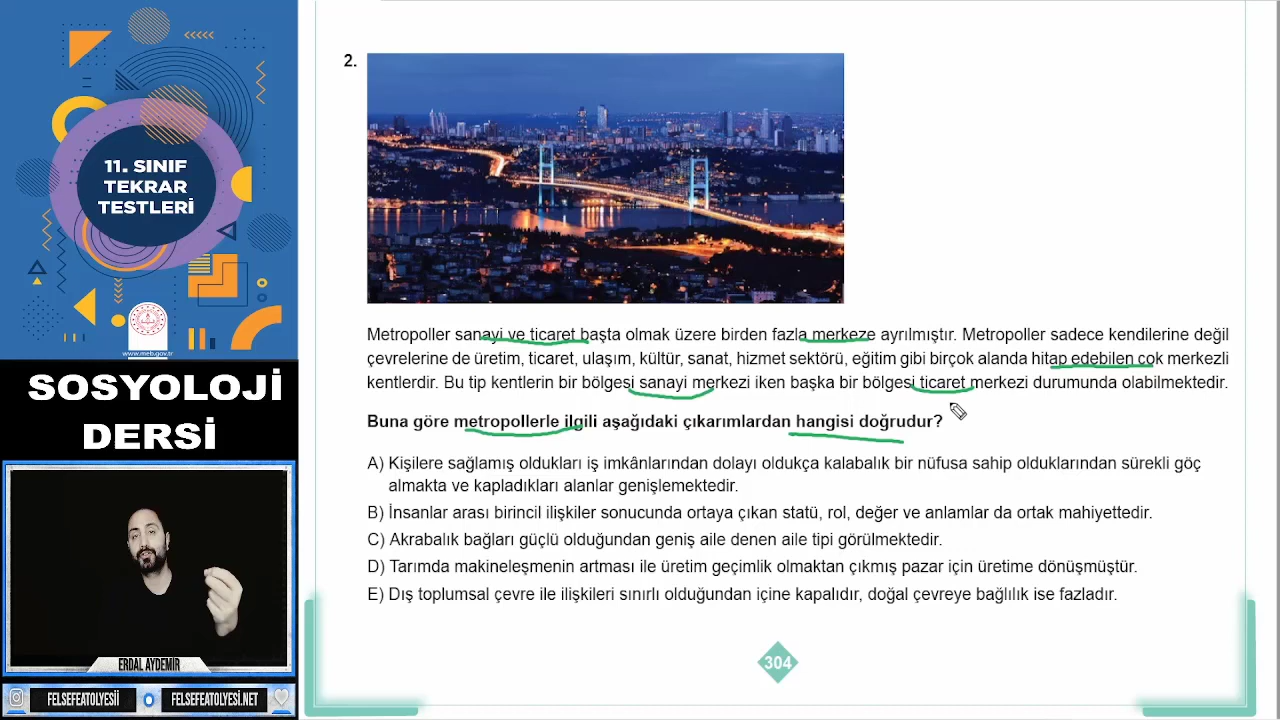 11. SINIF
TEKRAR
TESTLERİ
www.meb.gov.tr
SOSYOLOJİ
DERSİ
ERDAL AYDEMİR
FELSEFEATOLYESİİ
FELSEFEATOLYESİ.NET
2.
Metropoller sanayi ve ticaret başta olmak üzere birden fazla merkeze ayrılmıştır. Metropoller sadece kendilerine değil
çevrelerine de üretim, ticaret, ulaşım, kültür, sanat, hizmet sektörü, eğitim gibi birçok alanda hitap edebilen çok merkezli
kentlerdir. Bu tip kentlerin bir bölgesi sanayi merkezi iken başka bir bölgesi ticaret merkezi durumunda olabilmektedir.
Buna göre metropollerle ilgili aşağıdaki çıkarımlardan hangisi doğrudur?
A) Kişilere sağlamış oldukları iş imkânlarından dolayı oldukça kalabalık bir nüfusa sahip olduklarından sürekli göç
almakta ve kapladıkları alanlar genişlemektedir.
B) İnsanlar arası birincil ilişkiler sonucunda ortaya çıkan statü, rol, değer ve anlamlar da ortak mahiyettedir.
C) Akrabalık bağları güçlü olduğundan geniş aile denen aile tipi görülmektedir.
D) Tarımda makineleşmenin artması ile üretim geçimlik olmaktan çıkmış pazar için üretime dönüşmüştür.
E) Dış toplumsal çevre ile ilişkileri sınırlı olduğundan içine kapalıdır, doğal çevreye bağlılık ise fazladır.
304